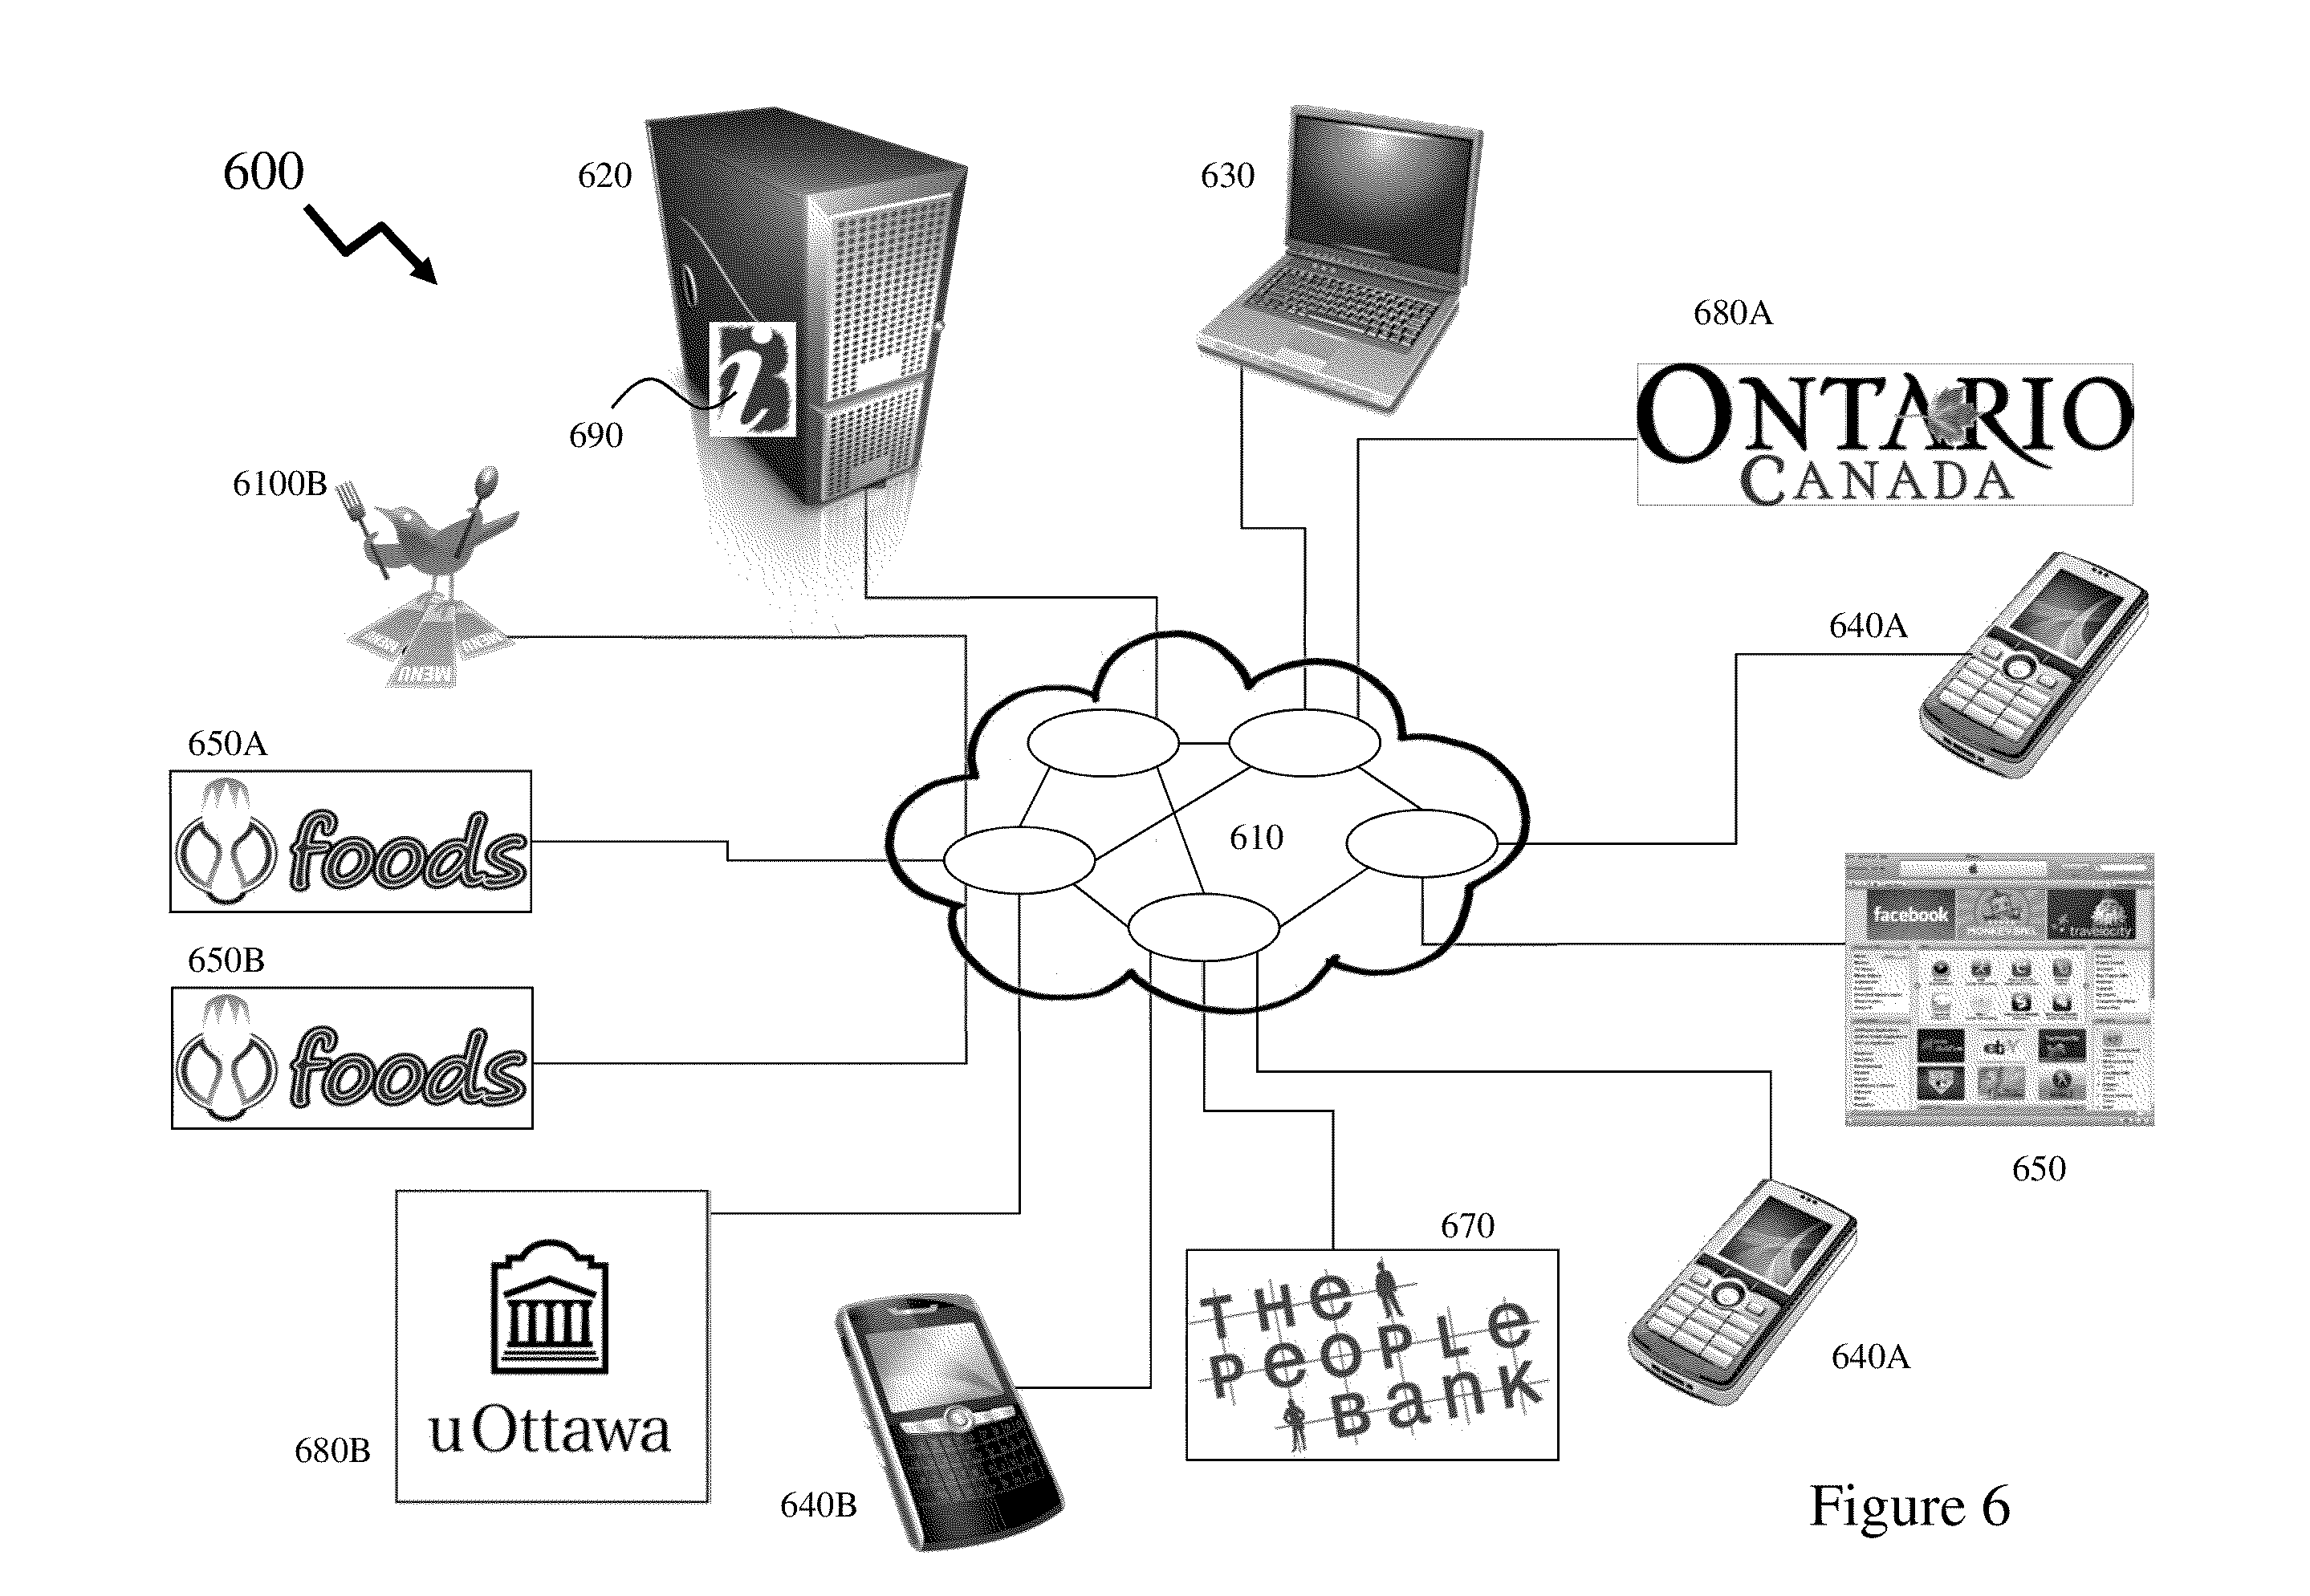 600
620
630
680A
ONTARIO
CANADA
690
6100B
MENU
MENU
MENU
640A
650A
foods
610
facebook
travelocity
650B
foods
ebY
650
680B
uOttawa
640B
670
THe
PeOPLe
BanK
640A
Figure 6